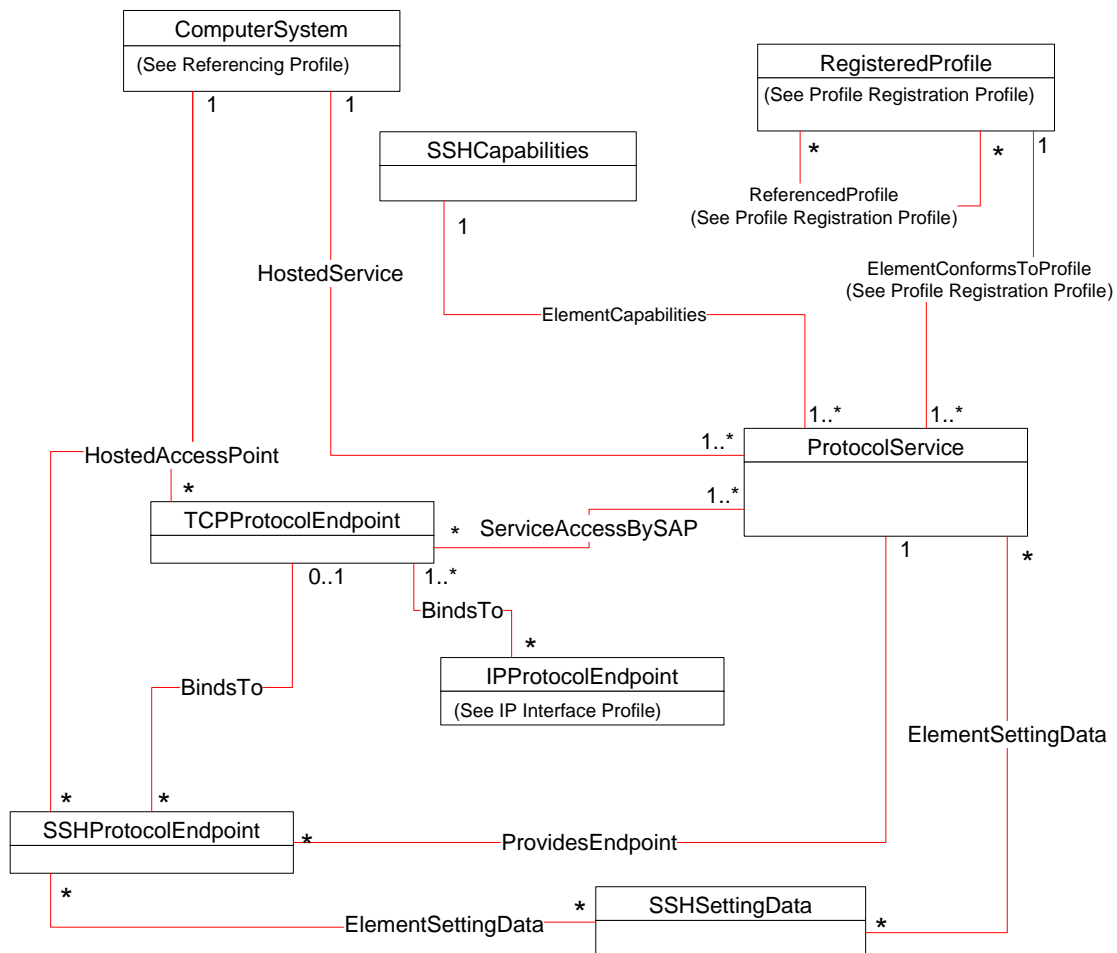 ComputerSystem
(See Referencing Profile)
RegisteredProfile
(See Profile Registration Profile)
1
1
SSHCapabilities
*
*
1
ReferencedProfile
(See Profile Registration Profile)
1
HostedService
ElementConformsToProfile
(See Profile Registration Profile)
ElementCapabilities
1..*
1..*
1..*
ProtocolService
HostedAccessPoint
*
1..*
TCPProtocolEndpoint
*
ServiceAccessBySAP
0..1
1..*
1
*
BindsTo
*
IPProtocolEndpoint
(See IP Interface Profile)
BindsTo
ElementSettingData
*
*
SSHProtocolEndpoint
*
ProvidesEndpoint
*
*
SSHSettingData
*
ElementSettingData